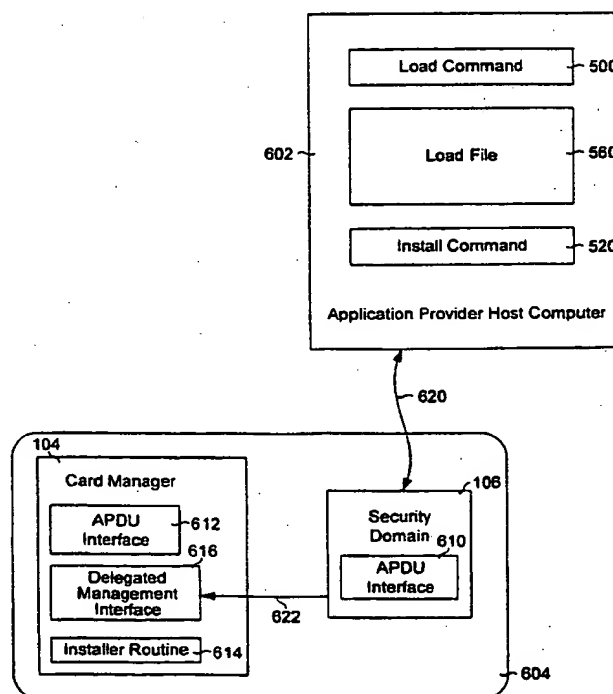 Load Command
500
602
Load File
560
Install Command
520
Application Provider Host Computer
620
104
Card Manager
106
APDU
Interface
612
616
Security
Domain
610
APDU
Interface
Delegated
Management
Interface
622
Installer Routine
614
604